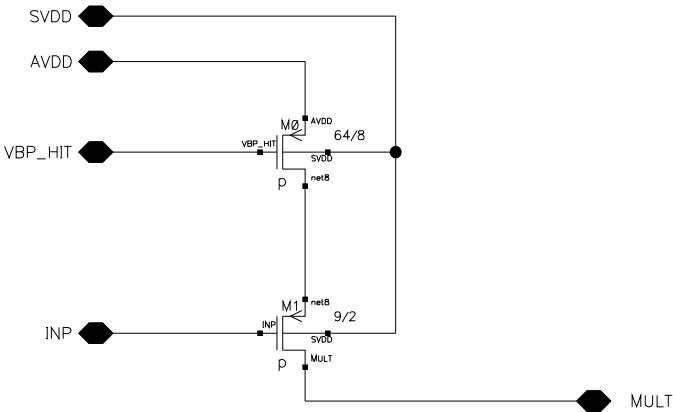 SVDD
AVDD
M0 AVDD
64/8
VBP_HIT VBP_HIT
SVDD
p net8
M1 net8
9/2
INP INP
SVDD
p MULT
MULT